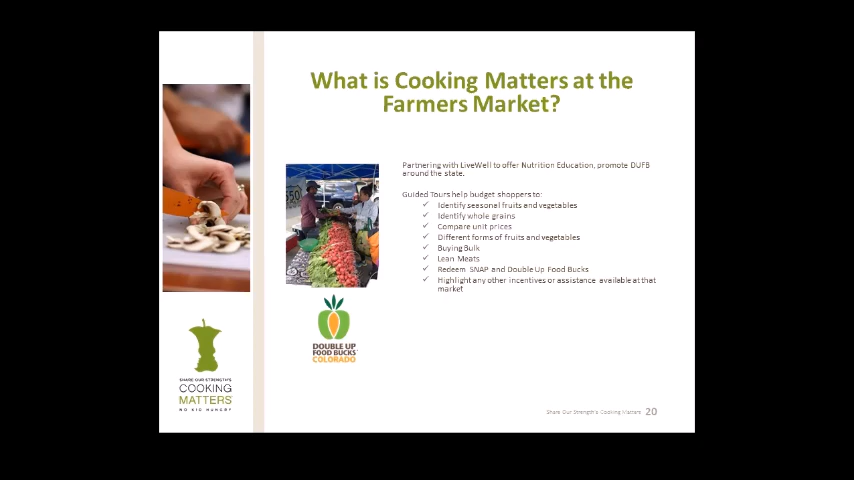 What is Cooking Matters at the
Farmers Market?
Partnering with LiveWell to offer Nutrition Education, promote DUFB
around the state.
Guided Tours help budget shoppers to:
✓ Identify seasonal fruits and vegetables
✓ Identify whole grains
✓ Compare unit prices
✓ Different forms of fruits and vegetables
✓ Buying Bulk
✓ Lean Meats
✓ Redeem SNAP and Double Up Food Bucks
✓ Highlight any other incentives or assistance available at that
market
DOUBLE UP
FOOD BUCKS
COLORADO
SHARE OUR STRENGTH'S
COOKING
MATTERS
NO KID HUNGRY
Share Our Strength's Cooking Matters 20